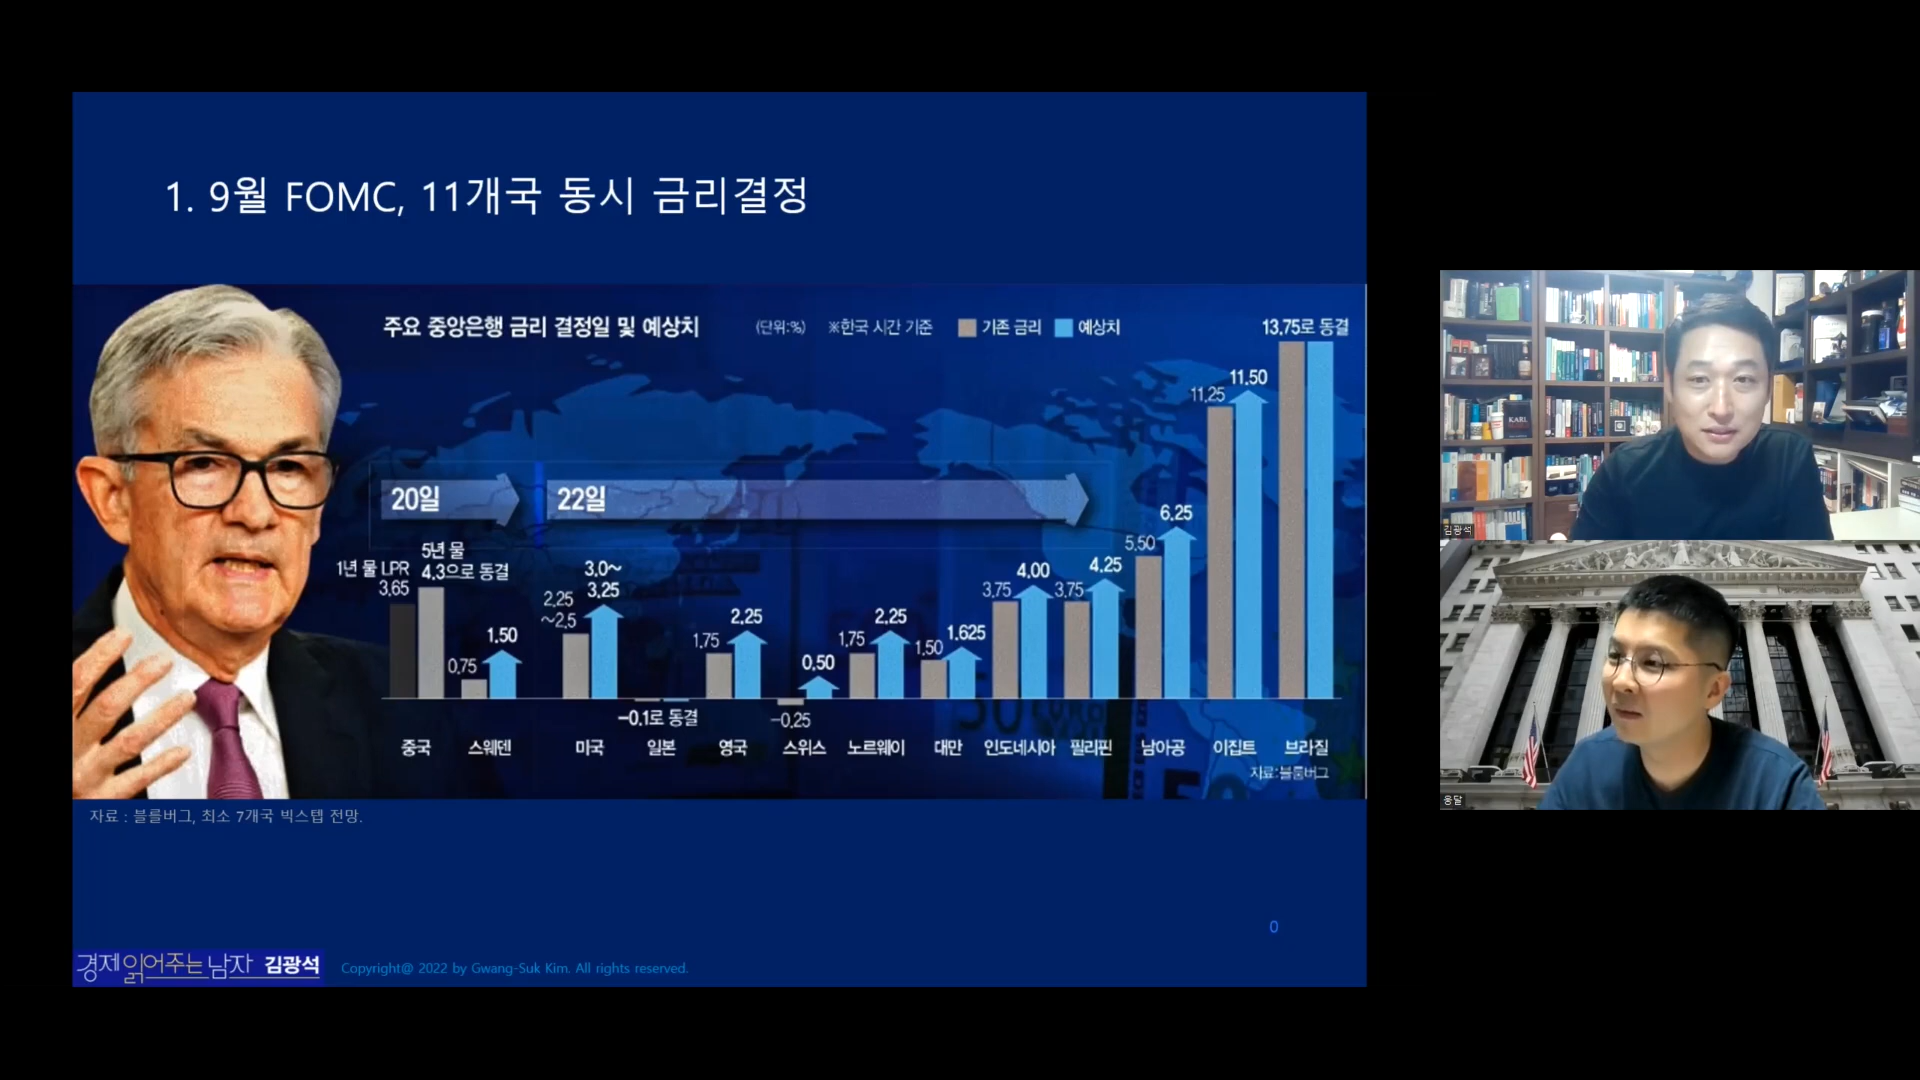 1. 9월 FOMC, 11개국 동시 금리결정
주요 중앙은행 금리 결정일 및 예상치
(단위:%) ※한국 시간 기준 기존 금리 예상치
20일
22일
1년 물 LPR
3.65
5년 물
4.3으로 동결
0.75
1.50
2.25
~2.5
3.0~
3.25
-0.1로 동결
1.75
2.25
-0.25
0.50
1.75
2.25
1.50
1.625
3.75
4.00
3.75
4.25
5.50
6.25
11.25
11.50
13.75로 동결
중국 스웨덴 미국 일본 영국 스위스 노르웨이 대만 인도네시아 필리핀 남아공 이집트 브라질
자료:블룸버그
자료 : 블룰버그, 최소 7개국 빅스텝 전망.
0
경제읽어주는남자 김광석
Copyright@ 2022 by Gwang-Suk Kim. All rights reserved.
KARL
김광석
옹달